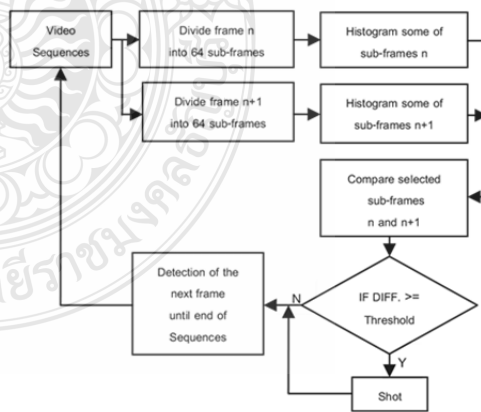 Video
Sequences
Divide frame n
into 64 sub-frames
Histogram some of
sub-frames n
Divide frame n+1
into 64 sub-frames
Histogram some of
sub-frames n+1
Compare selected
sub-frames
n and n+1
Detection of the
next frame
until end of
Sequences
N
IF DIFF. >=
Threshold
Y
Shot